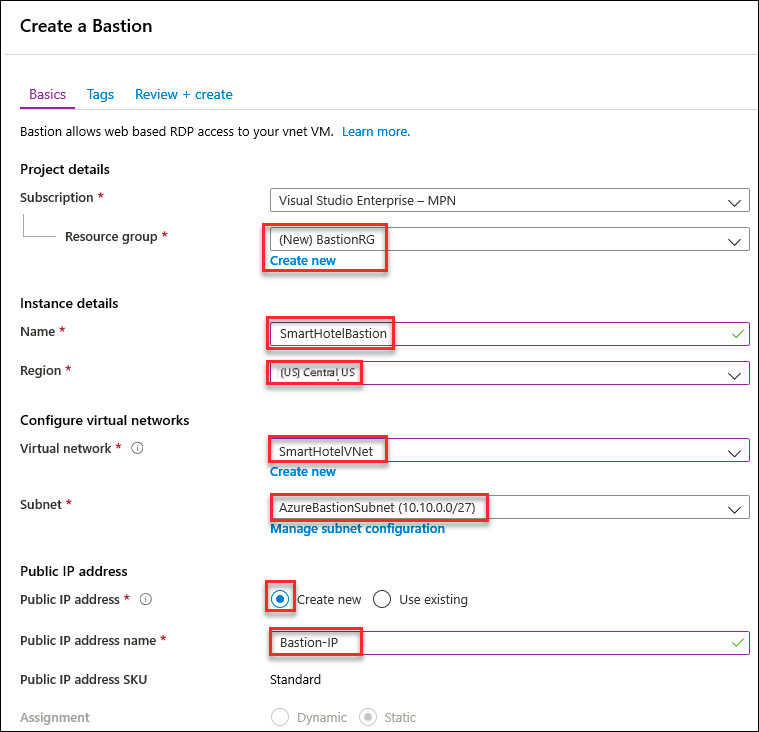 Create a Bastion
Basics Tags Review + create
Bastion allows web based RDP access to your vnet VM. Learn more.
Project details
Subscription * Visual Studio Enterprise – MPN
Resource group * (New) BastionRG
Create new
Instance details
Name * SmartHotelBastion
Region * (US) Central US
Configure virtual networks
Virtual network * SmartHotelVNet
Create new
Subnet * AzureBastionSubnet (10.10.0.0/27)
Manage subnet configuration
Public IP address
Public IP address * Create new Use existing
Public IP address name * Bastion-IP
Public IP address SKU Standard
Assignment Dynamic Static